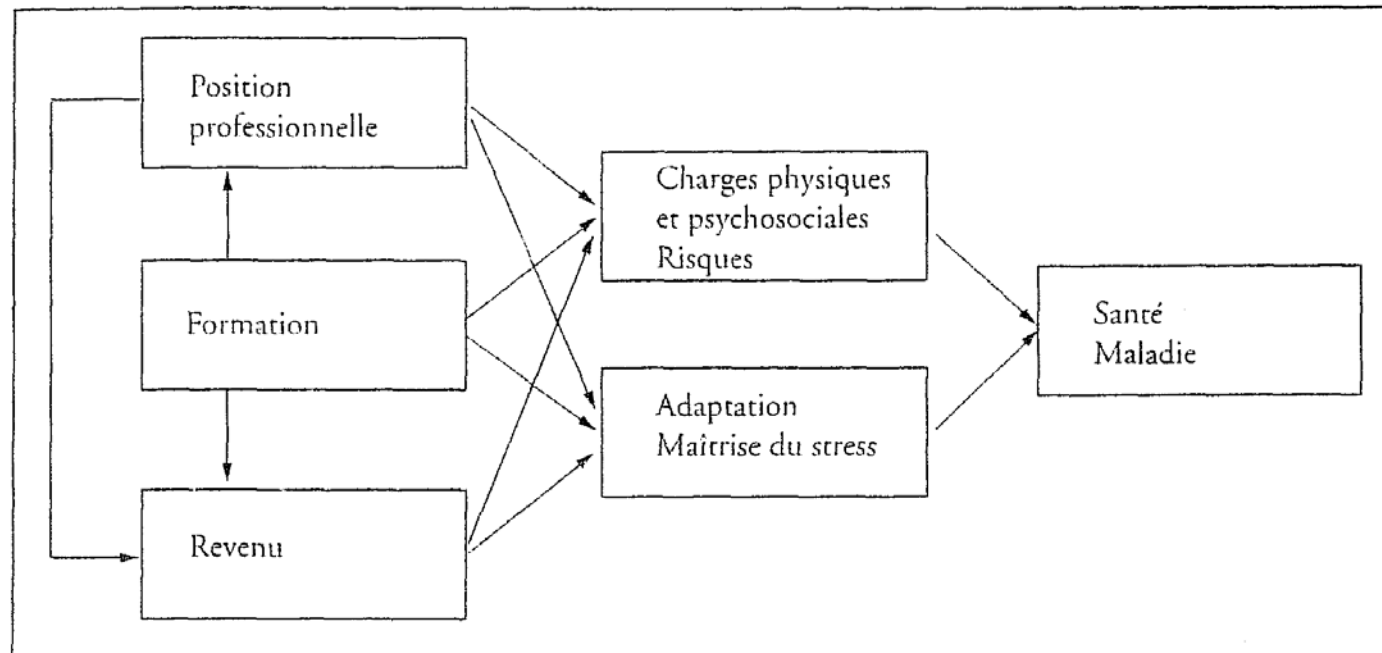 Position
professionnelle
Formation
Revenu
Charges physiques
et psychosociales
Risques
Adaptation
Maîtrise du stress
Santé
Maladie